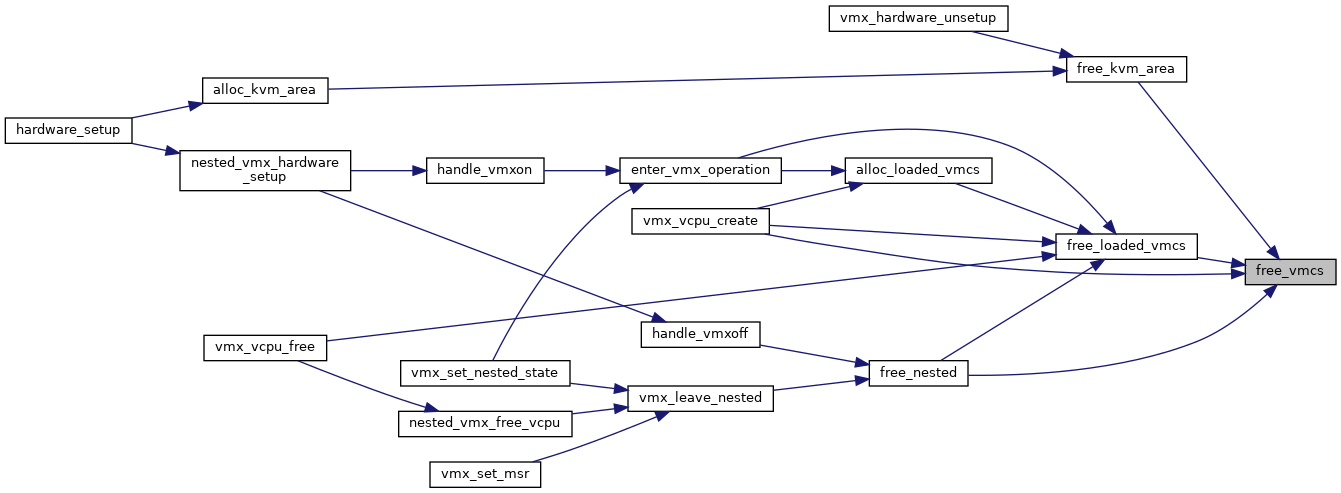 vmx_hardware_unsetup
free_kvm_area
alloc_kvm_area
hardware_setup
nested_vmx_hardware
_setup
handle_vmxon
enter_vmx_operation
alloc_loaded_vmcs
vmx_vcpu_create
free_loaded_vmcs
free_vmcs
handle_vmxoff
vmx_vcpu_free
vmx_set_nested_state
free_nested
vmx_leave_nested
nested_vmx_free_vcpu
vmx_set_msr